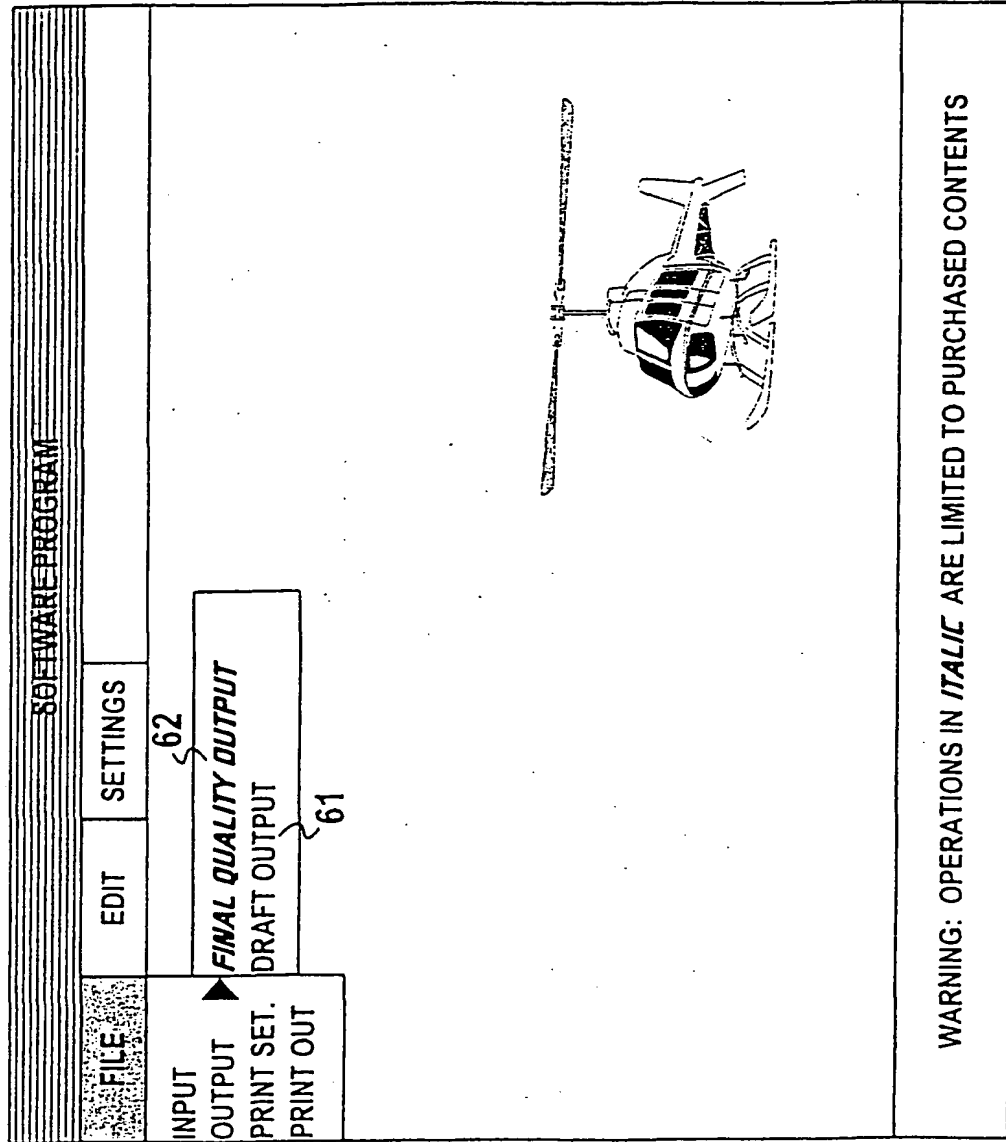 SOFTWARE PROGRAM
FILE EDIT SETTINGS
INPUT
OUTPUT
PRINT SET.
PRINT OUT
62
FINAL QUALITY OUTPUT
DRAFT OUTPUT
61
WARNING: OPERATIONS IN ITALIC ARE LIMITED TO PURCHASED CONTENTS